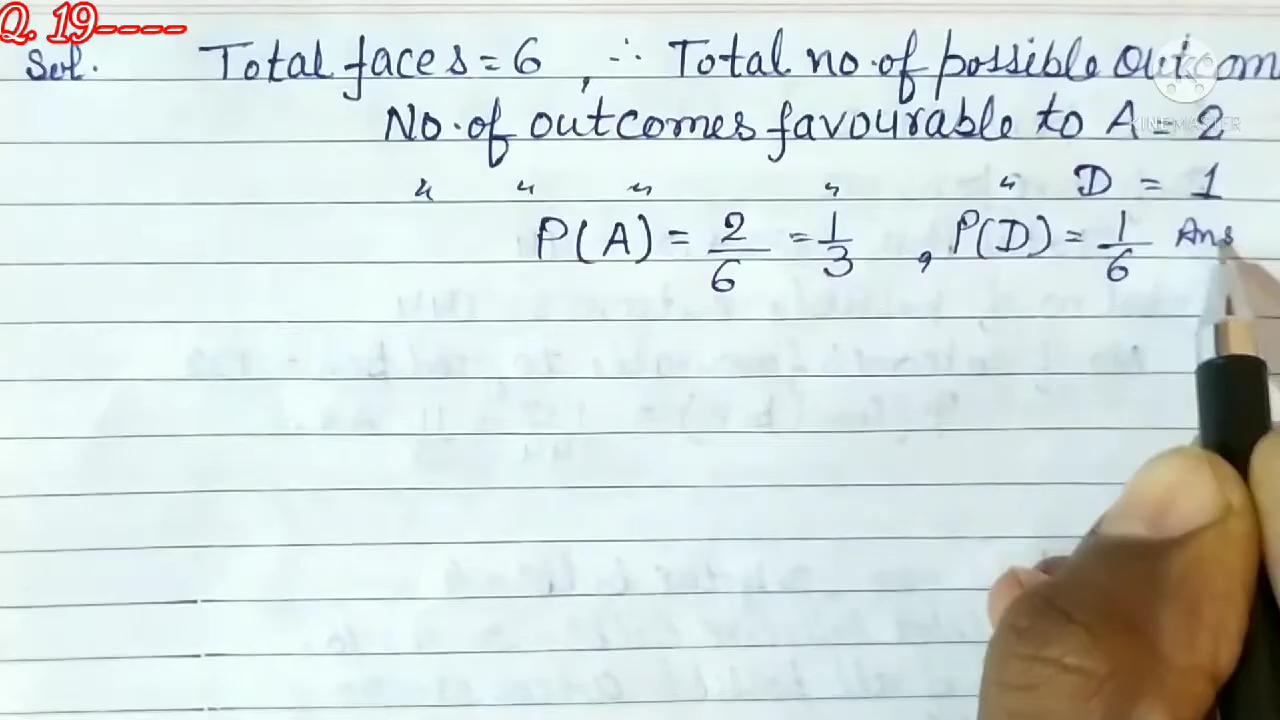 Q. 19----
Sol. Total faces = 6 , ∴ Total no. of possible Outcom
No. of outcomes favourable to A = 2
" " " " " D = 1
P(A) = 2/6 = 1/3 , P(D) = 1/6 Ans
KINEMASTER